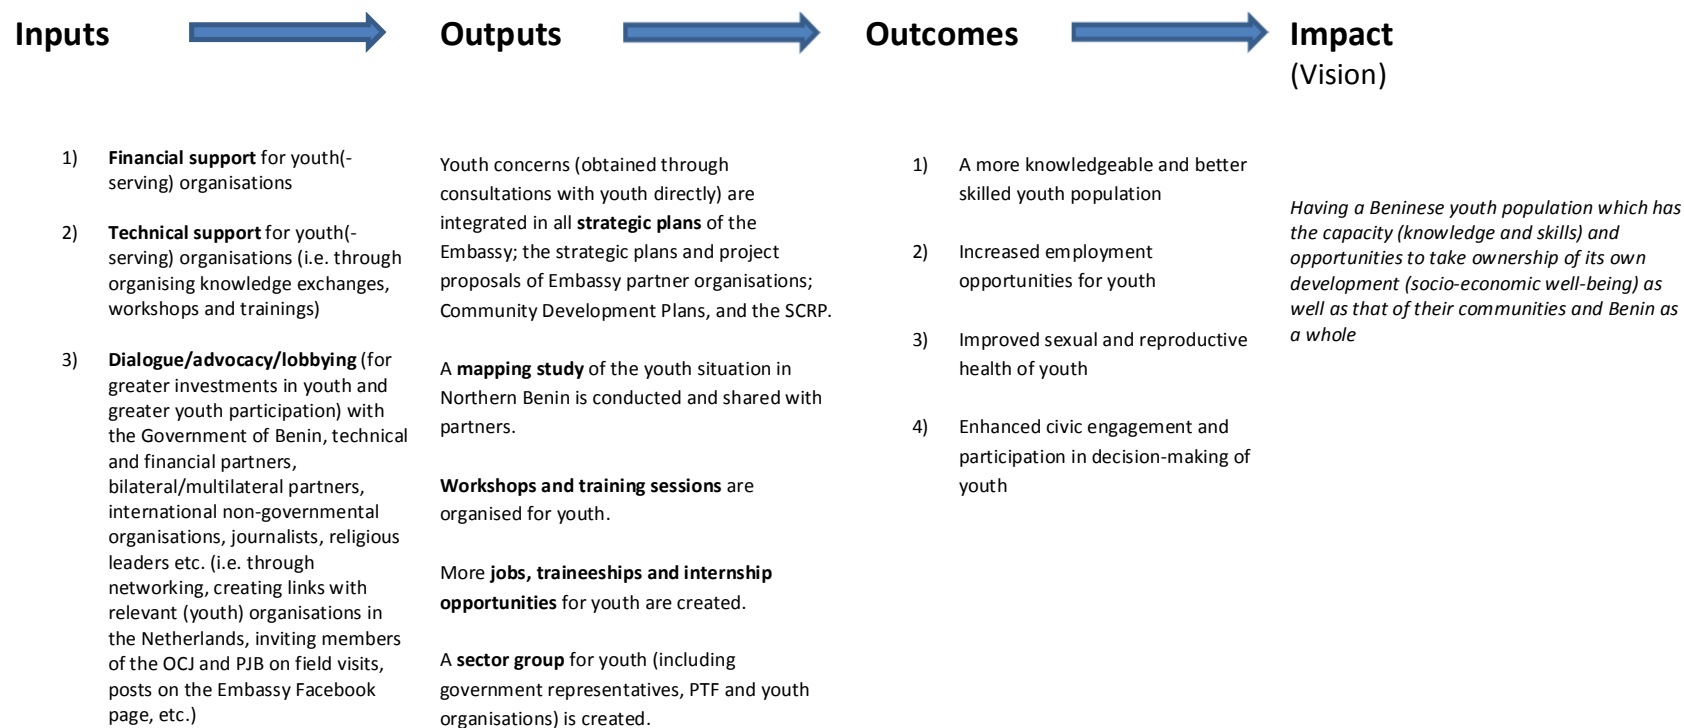 Inputs
Outputs
Outcomes
Impact
(Vision)
1) Financial support for youth(-
serving) organisations
2) Technical support for youth(-
serving) organisations (i.e. through
organising knowledge exchanges,
workshops and trainings)
3) Dialogue/advocacy/lobbying (for
greater investments in youth and
greater youth participation) with
the Government of Benin, technical
and financial partners,
bilateral/multilateral partners,
international non-governmental
organisations, journalists, religious
leaders etc. (i.e. through
networking, creating links with
relevant (youth) organisations in
the Netherlands, inviting members
of the OCJ and PJB on field visits,
posts on the Embassy Facebook
page, etc.)
Youth concerns (obtained through
consultations with youth directly) are
integrated in all strategic plans of the
Embassy; the strategic plans and project
proposals of Embassy partner organisations;
Community Development Plans, and the SCRP.
A mapping study of the youth situation in
Northern Benin is conducted and shared with
partners.
Workshops and training sessions are
organised for youth.
More jobs, traineeships and internship
opportunities for youth are created.
A sector group for youth (including
government representatives, PTF and youth
organisations) is created.
1) A more knowledgeable and better
skilled youth population
2) Increased employment
opportunities for youth
3) Improved sexual and reproductive
health of youth
4) Enhanced civic engagement and
participation in decision-making of
youth
Having a Beninese youth population which has
the capacity (knowledge and skills) and
opportunities to take ownership of its own
development (socio-economic well-being) as
well as that of their communities and Benin as
a whole